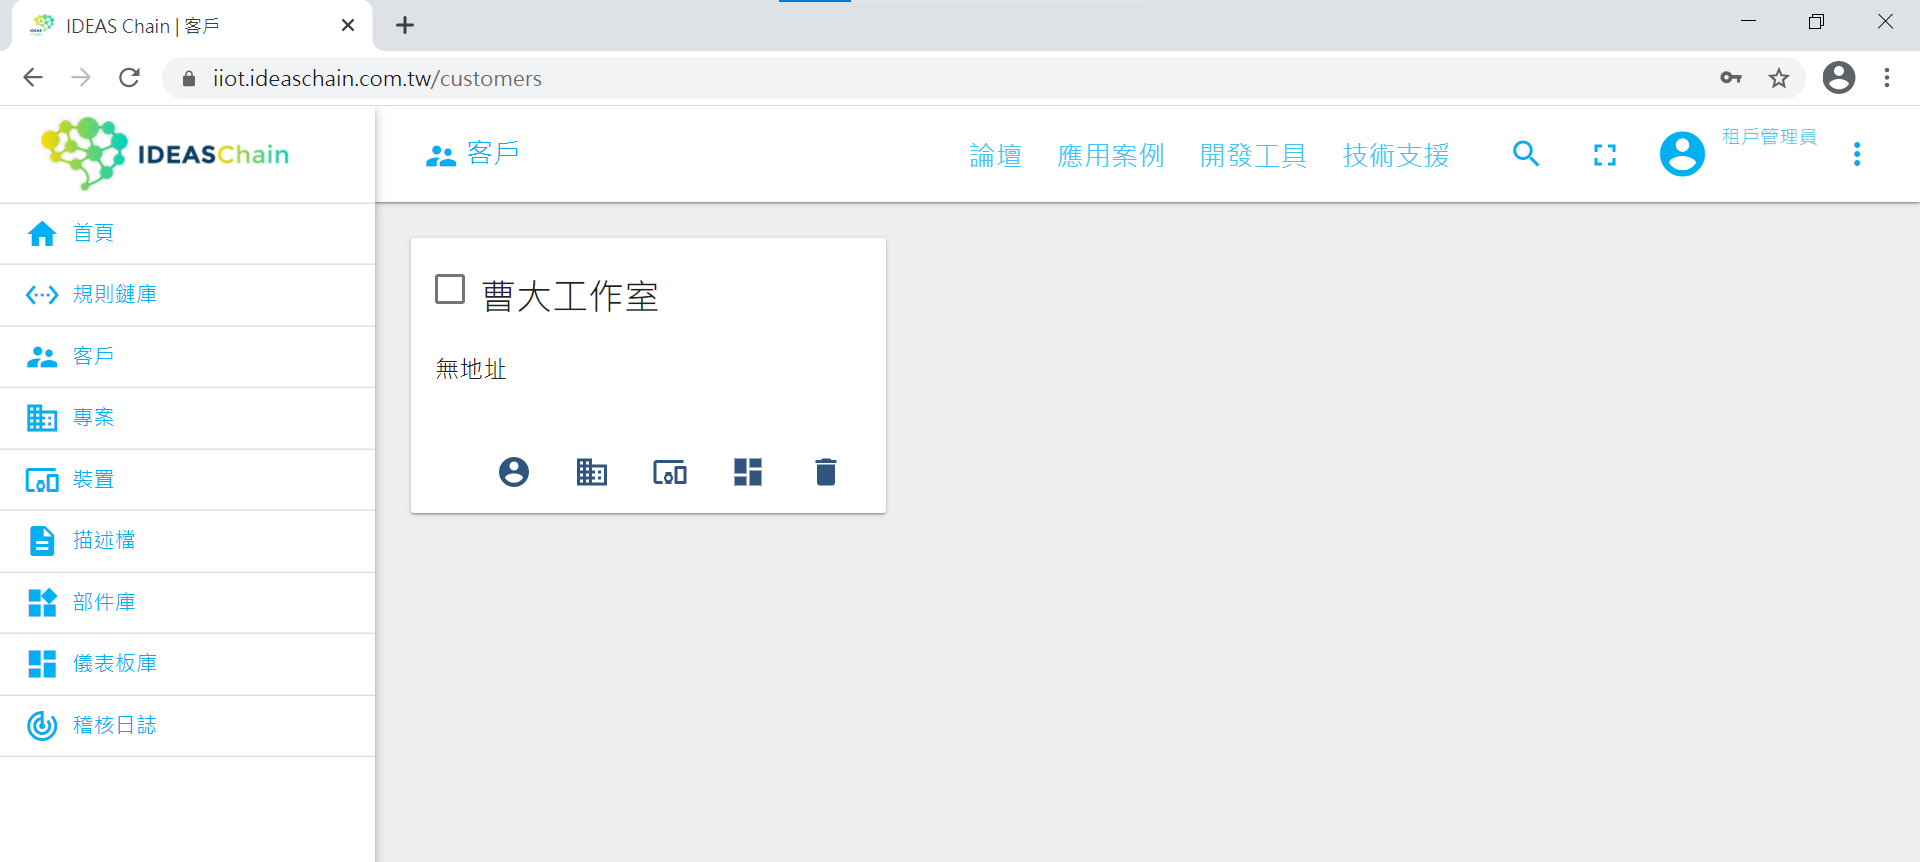 IDEAS Chain | 客戶
iiot.ideaschain.com.tw/customers
IDEASChain
客戶
論壇 應用案例 開發工具 技術支援
租戶管理員
首頁
規則鏈庫
客戶
專案
裝置
描述檔
部件庫
儀表板庫
稽核日誌
曹大工作室
無地址